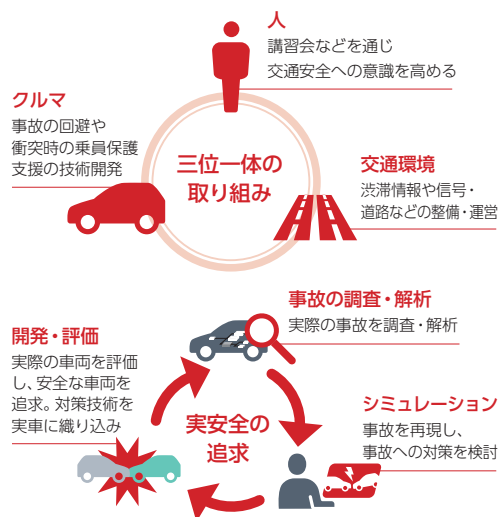 人
講習会などを通じ
交通安全への意識を高める
クルマ
事故の回避や
衝突時の乗員保護
支援の技術開発
三位一体の
取り組み
交通環境
渋滞情報や信号・
道路などの整備・運営
事故の調査・解析
実際の事故を調査・解析
開発・評価
実際の車両を評価
し、安全な車両を
追求。対策技術を
実車に織り込み
実安全の
追求
シミュレーション
事故を再現し、
事故への対策を検討